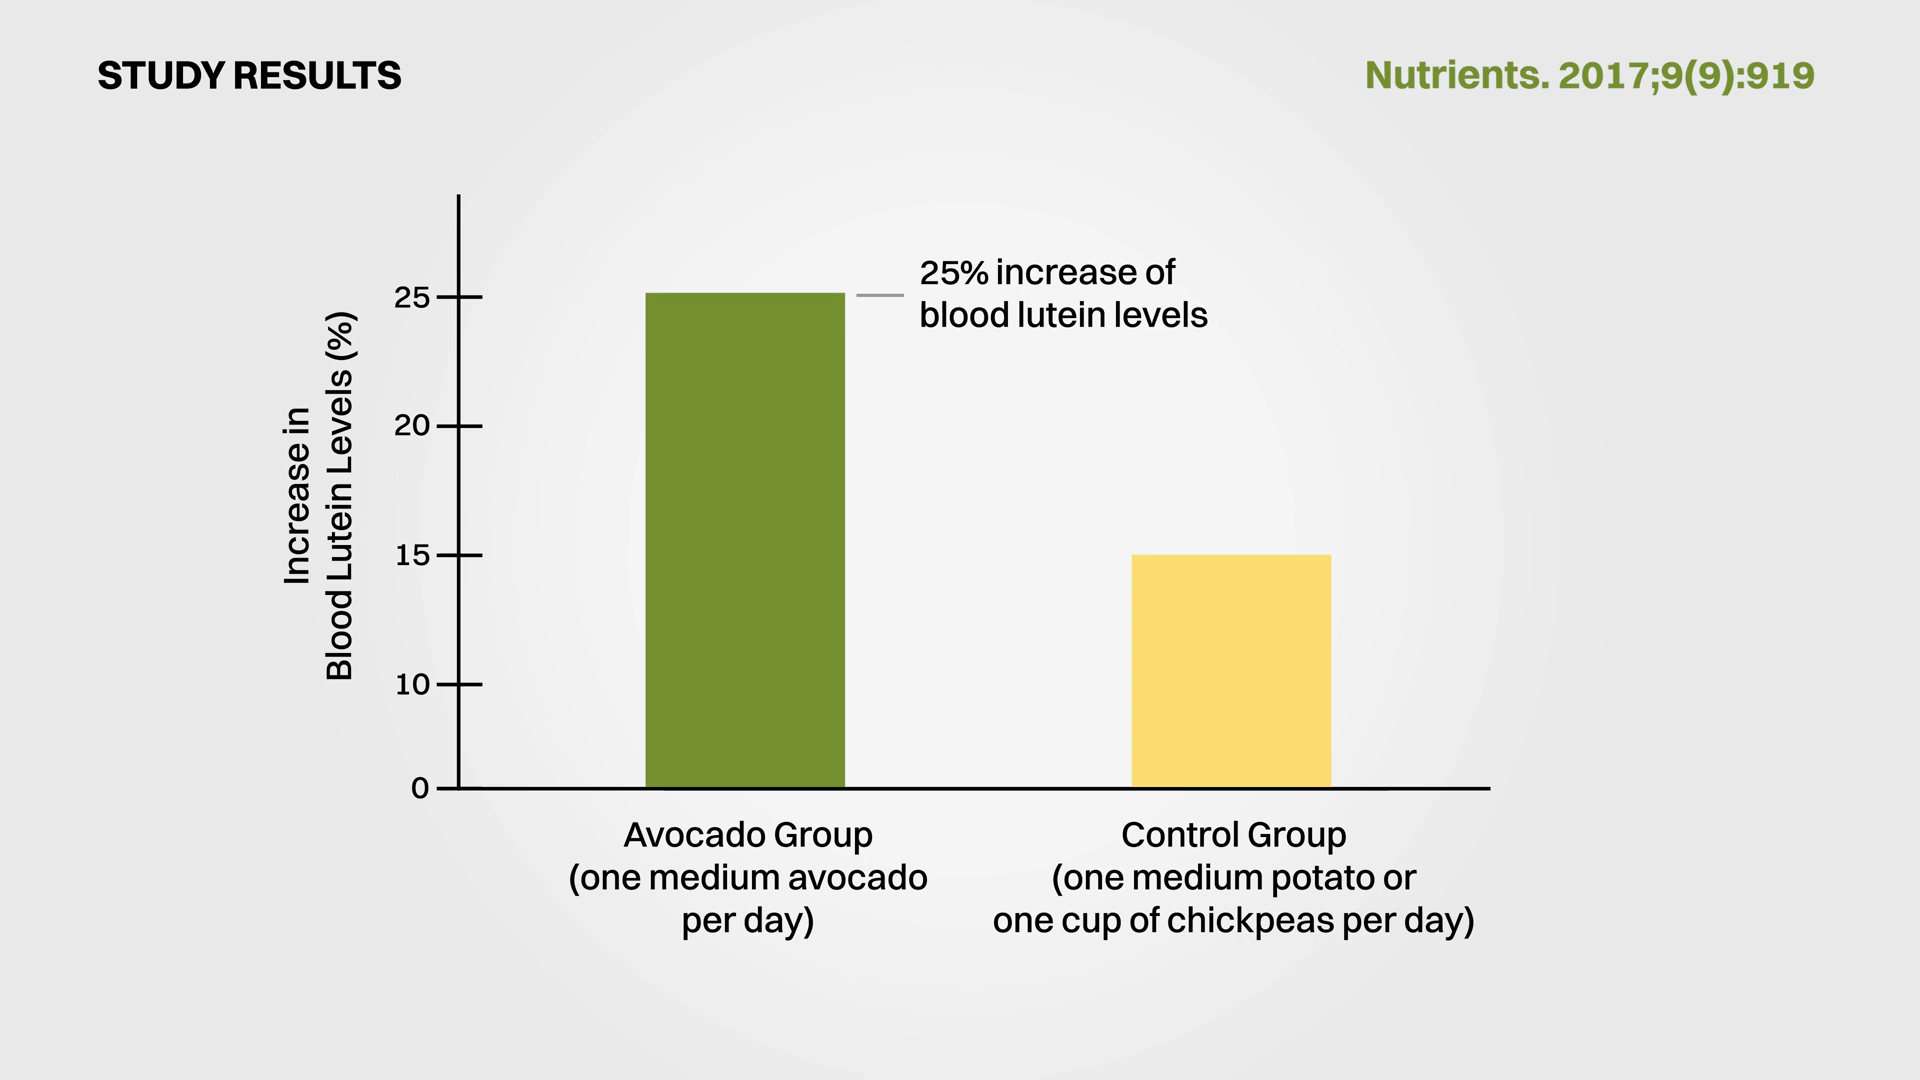 STUDY RESULTS
Nutrients. 2017;9(9):919
Increase in
Blood Lutein Levels (%)
25
20
15
10
0
25% increase of
blood lutein levels
Avocado Group
(one medium avocado
per day)
Control Group
(one medium potato or
one cup of chickpeas per day)